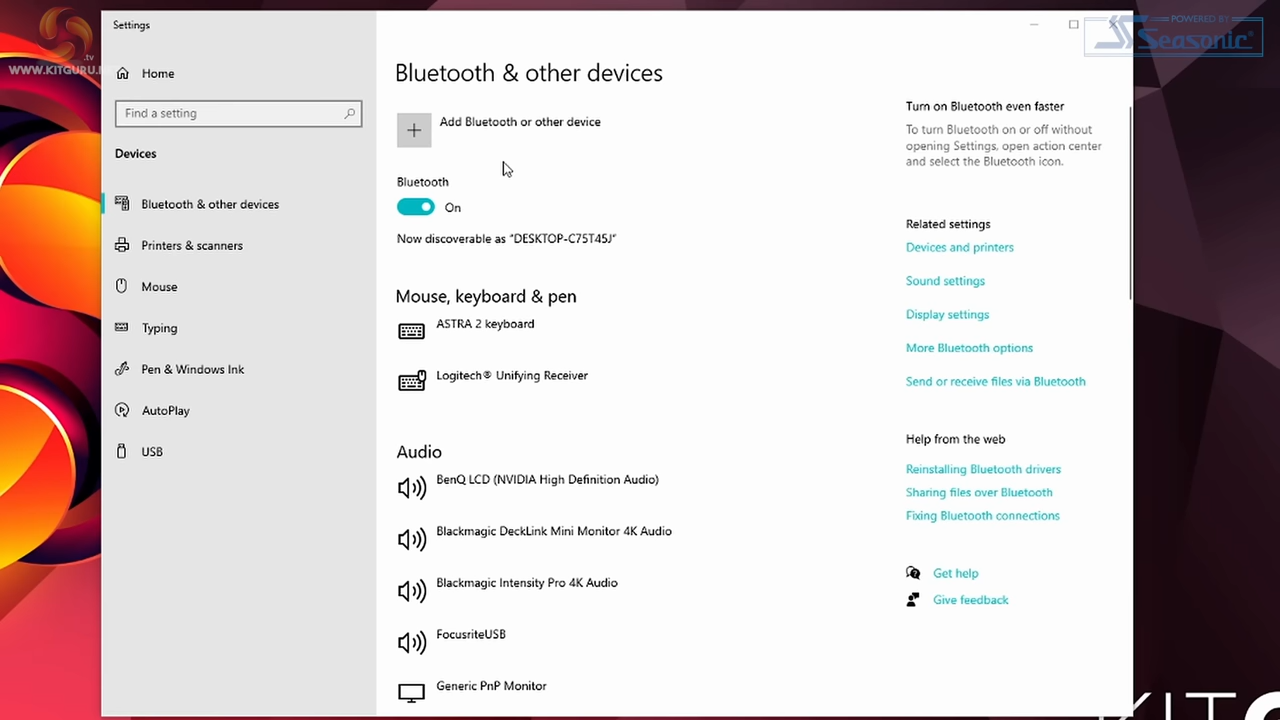 Settings
POWERED BY
Seasonic®
.tv
WWW.KITGURU.
Home
Find a setting
Devices
Bluetooth & other devices
Printers & scanners
Mouse
Typing
Pen & Windows Ink
AutoPlay
USB
Bluetooth & other devices
Add Bluetooth or other device
Bluetooth
On
Now discoverable as “DESKTOP-C75T45J”
Mouse, keyboard & pen
ASTRA 2 keyboard
Logitech® Unifying Receiver
Audio
BenQ LCD (NVIDIA High Definition Audio)
Blackmagic DeckLink Mini Monitor 4K Audio
Blackmagic Intensity Pro 4K Audio
FocusriteUSB
Generic PnP Monitor
Turn on Bluetooth even faster
To turn Bluetooth on or off without
opening Settings, open action center
and select the Bluetooth icon.
Related settings
Devices and printers
Sound settings
Display settings
More Bluetooth options
Send or receive files via Bluetooth
Help from the web
Reinstalling Bluetooth drivers
Sharing files over Bluetooth
Fixing Bluetooth connections
Get help
Give feedback